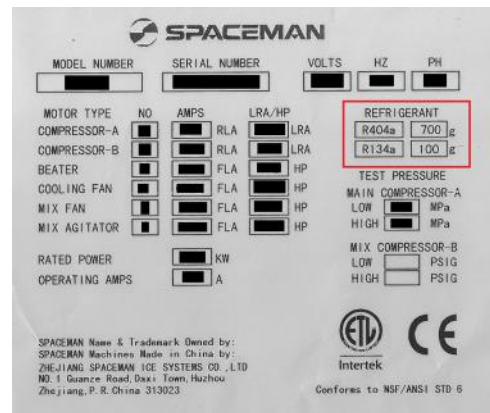 SPACEMAN
MODEL NUMBER SERIAL NUMBER VOLTS HZ PH
MOTOR TYPE NO AMPS LRA/HP REFRIGERANT
COMPRESSOR-A RLA LRA R404a 700 g
COMPRESSOR-B RLA LRA R134a 100 g
BEATER FLA HP TEST PRESSURE
COOLING FAN FLA HP MAIN COMPRESSOR-A
MIX FAN FLA HP LOW MPa
MIX AGITATOR FLA HP HIGH MPa
MIX COMPRESSOR-B
RATED POWER KW LOW PSIG
OPERATING AMPS A HIGH PSIG
ETL CE
Intertek
SPACEMAN Name & Trademark Owned by:
SPACEMAN Machines Made in China by:
ZHEJIANG SPACEMAN ICE SYSTEMS CO.,LTD
NO.1 Guanze Road,Daxi Town,Huzhou
Zhejiang,P.R.China 313023 Conforms to NSF/ANSI STD 6